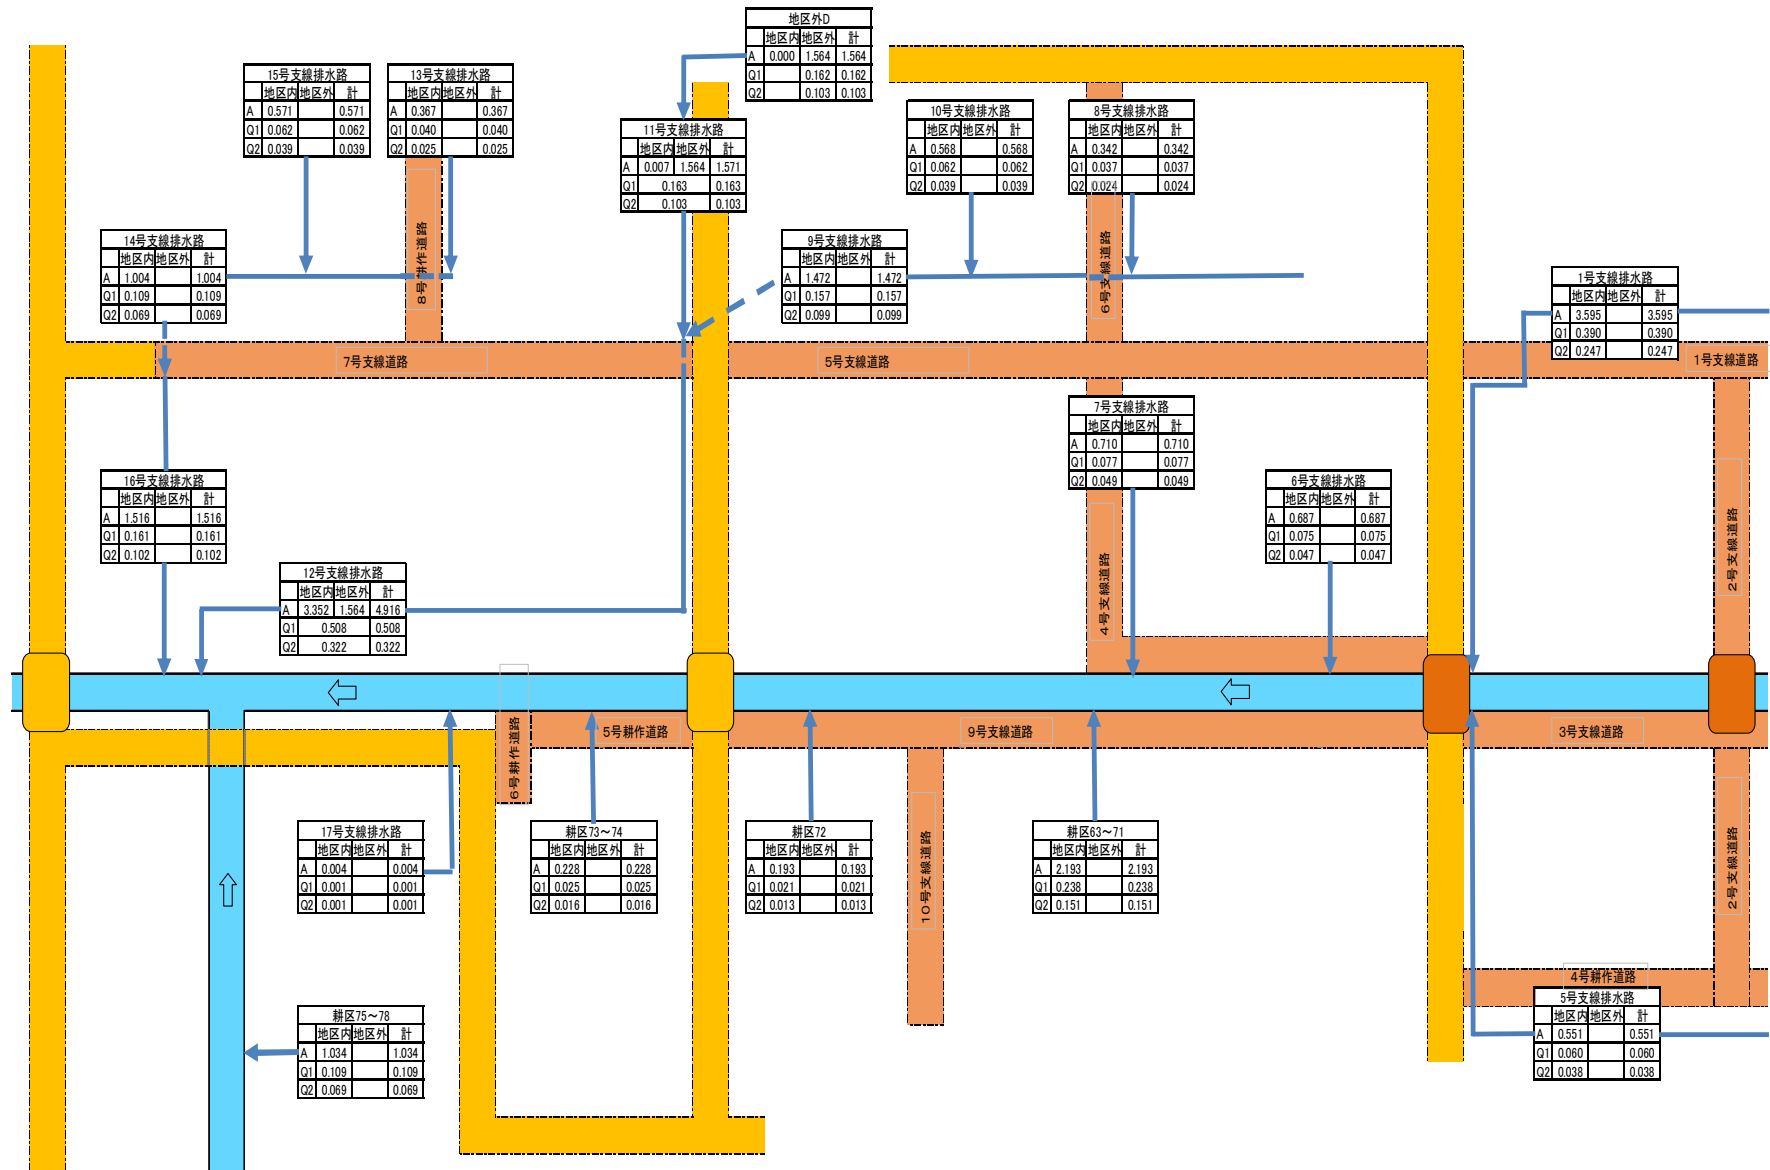 地区外D
地区内 地区外 計
A 0.000 1.564 1.564
Q1 0.162 0.162
Q2 0.103 0.103
15号支線排水路
地区内 地区外 計
A 0.571 0.571
Q1 0.062 0.062
Q2 0.039 0.039
13号支線排水路
地区内 地区外 計
A 0.367 0.367
Q1 0.040 0.040
Q2 0.025 0.025
11号支線排水路
地区内 地区外 計
A 0.007 1.564 1.571
Q1 0.163 0.163
Q2 0.103 0.103
10号支線排水路
地区内 地区外 計
A 0.568 0.568
Q1 0.062 0.062
Q2 0.039 0.039
8号支線排水路
地区内 地区外 計
A 0.342 0.342
Q1 0.037 0.037
Q2 0.024 0.024
8号耕作道路
6号支線道路
14号支線排水路
地区内 地区外 計
A 1.004 1.004
Q1 0.109 0.109
Q2 0.069 0.069
9号支線排水路
地区内 地区外 計
A 1.472 1.472
Q1 0.157 0.157
Q2 0.099 0.099
1号支線排水路
地区内 地区外 計
A 3.595 3.595
Q1 0.390 0.390
Q2 0.247 0.247
7号支線道路
5号支線道路
1号支線道路
7号支線排水路
地区内 地区外 計
A 0.710 0.710
Q1 0.077 0.077
Q2 0.049 0.049
16号支線排水路
地区内 地区外 計
A 1.516 1.516
Q1 0.161 0.161
Q2 0.102 0.102
6号支線排水路
地区内 地区外 計
A 0.687 0.687
Q1 0.075 0.075
Q2 0.047 0.047
2号支線道路
4号支線道路
12号支線排水路
地区内 地区外 計
A 3.352 1.564 4.916
Q1 0.508 0.508
Q2 0.322 0.322
6号耕作道路
5号耕作道路
9号支線道路
3号支線道路
17号支線排水路
地区内 地区外 計
A 0.004 0.004
Q1 0.001 0.001
Q2 0.001 0.001
耕区73～74
地区内 地区外 計
A 0.228 0.228
Q1 0.025 0.025
Q2 0.016 0.016
耕区72
地区内 地区外 計
A 0.193 0.193
Q1 0.021 0.021
Q2 0.013 0.013
10号支線道路
耕区63～71
地区内 地区外 計
A 2.193 2.193
Q1 0.238 0.238
Q2 0.151 0.151
2号支線道路
4号耕作道路
5号支線排水路
地区内 地区外 計
A 0.551 0.551
Q1 0.060 0.060
Q2 0.038 0.038
耕区75～78
地区内 地区外 計
A 1.034 1.034
Q1 0.109 0.109
Q2 0.069 0.069